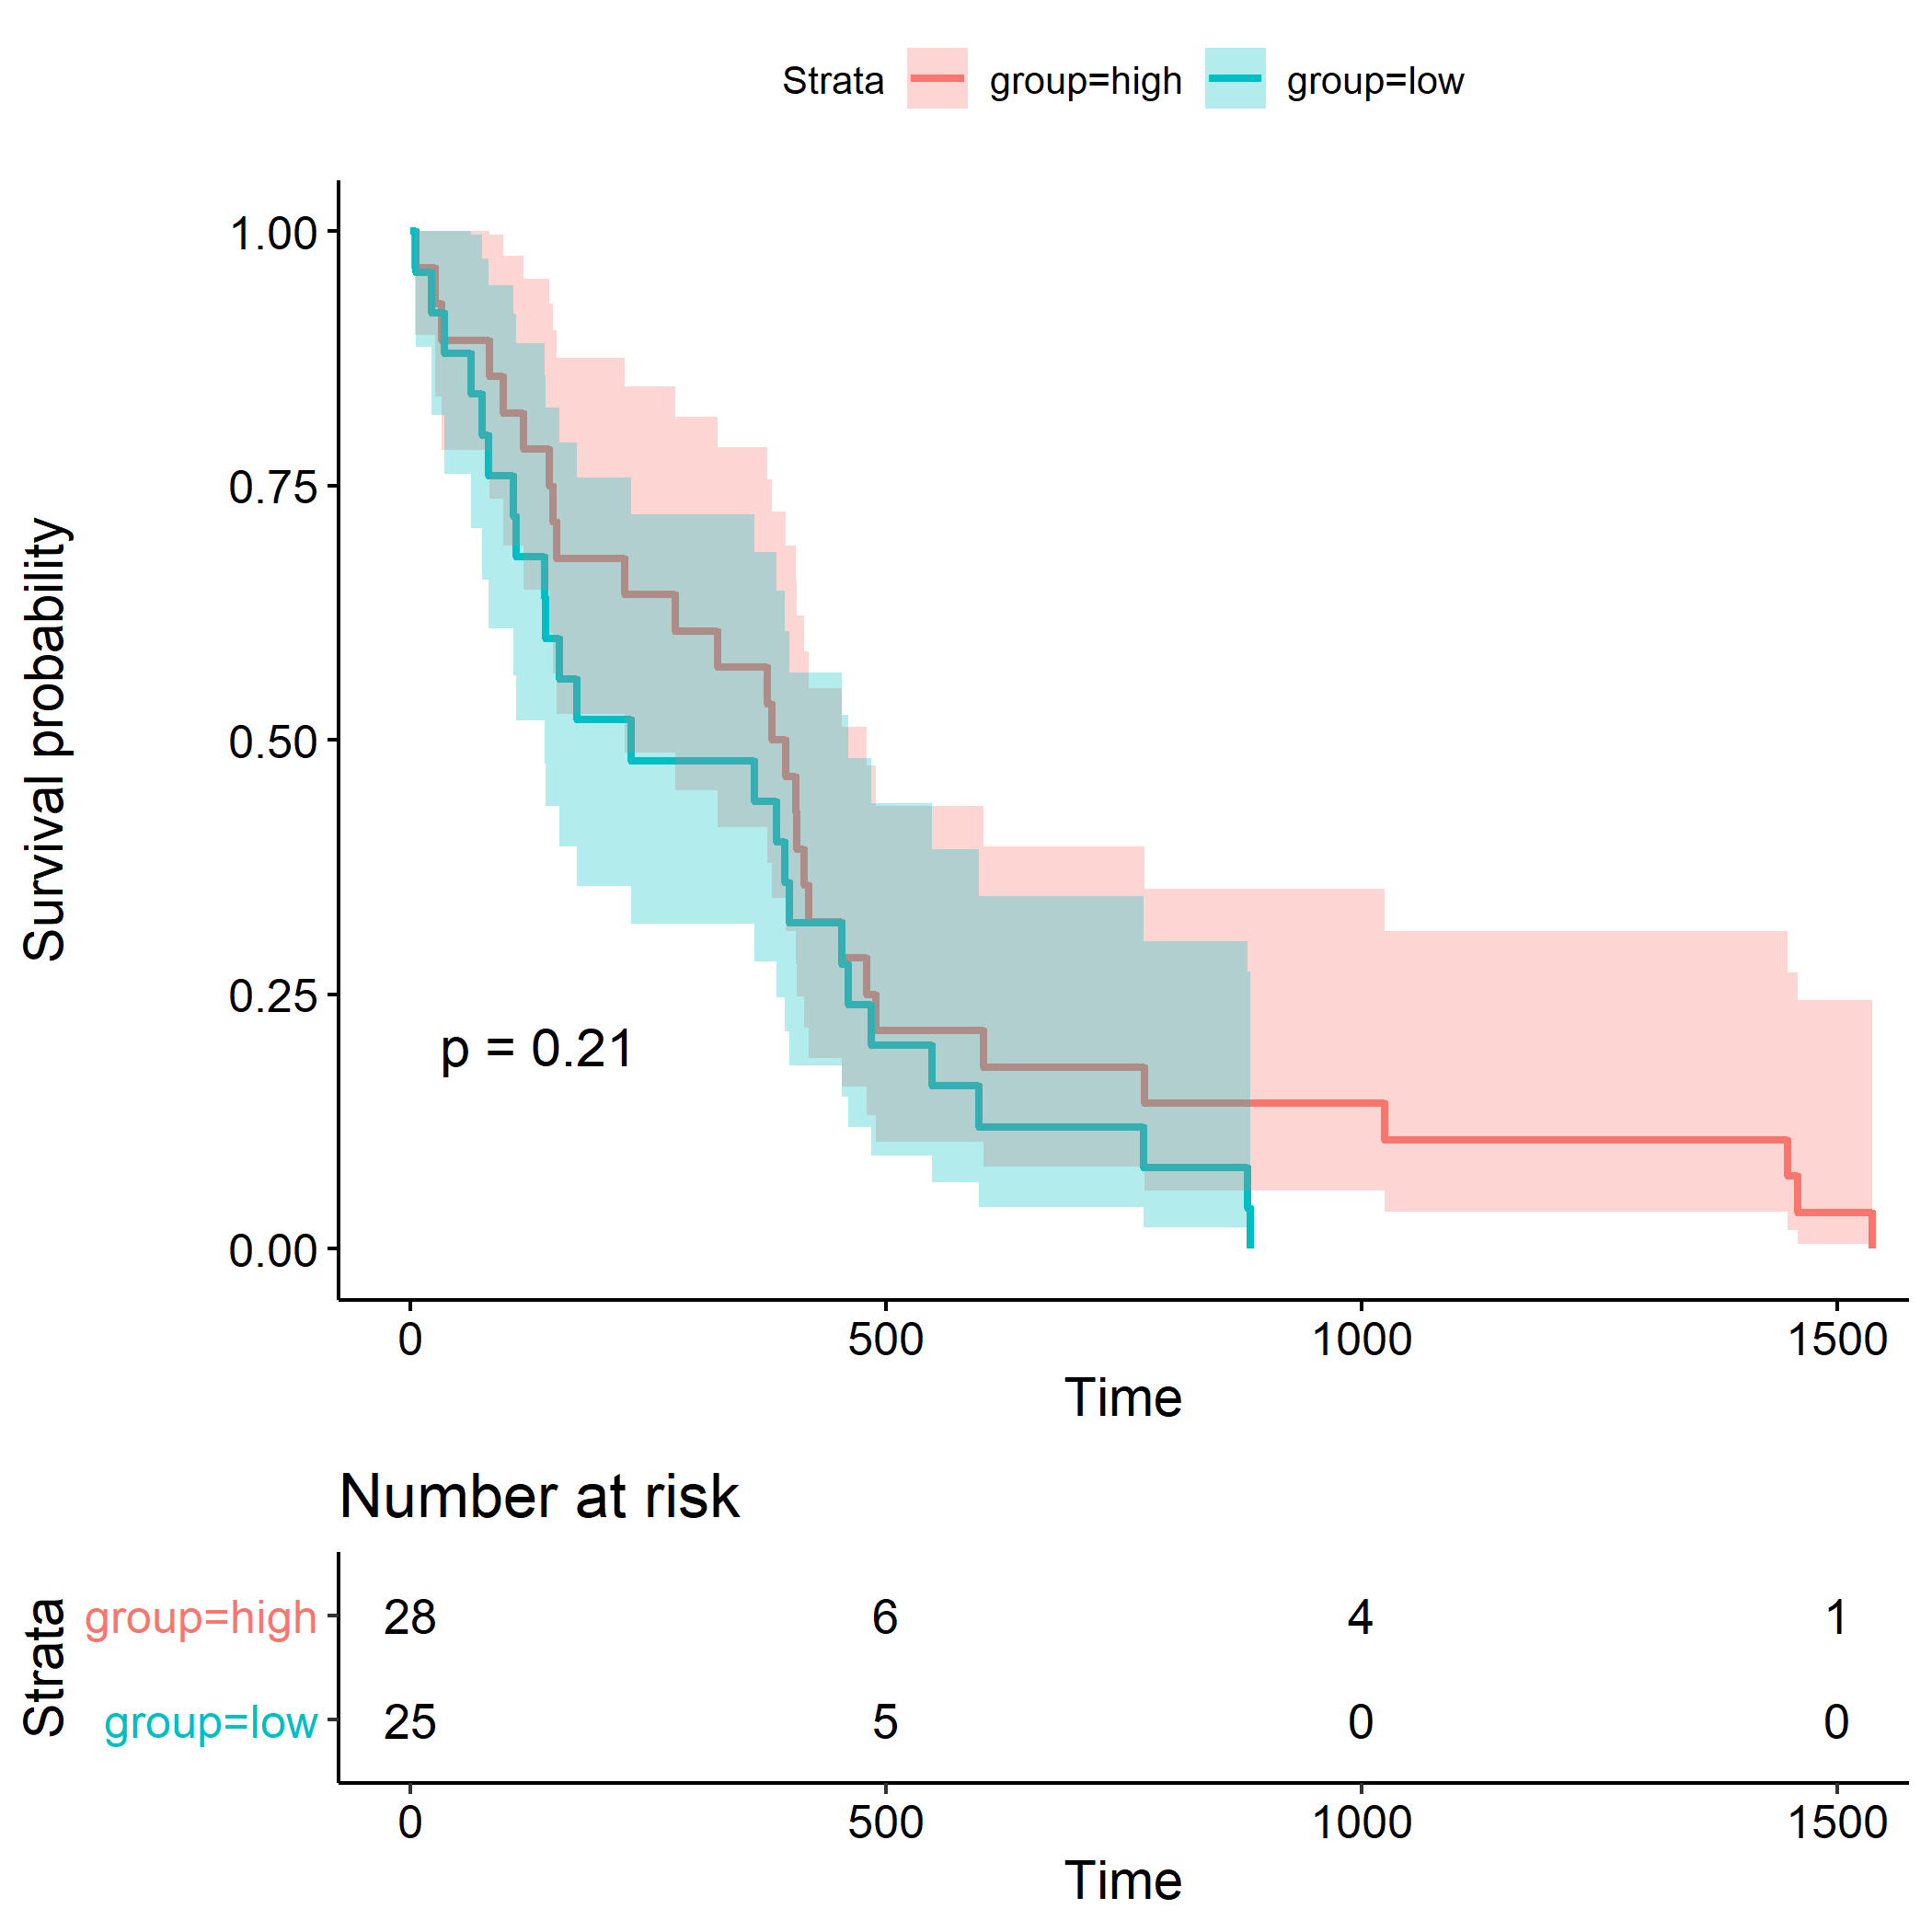 Strata group=high group=low
Survival probability
1.00
0.75
0.50
0.25
0.00
p = 0.21
0 500 1000 1500
Time
Number at risk
Strata
group=high 28 6 4 1
group=low 25 5 0 0
0 500 1000 1500
Time